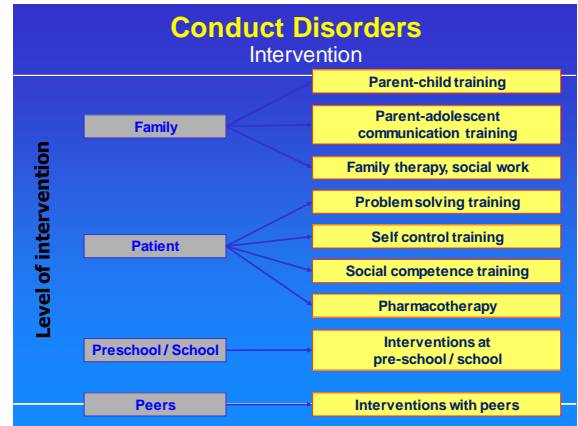 Conduct Disorders
Intervention
Level of intervention
Family
Parent-child training
Parent-adolescent
communication training
Family therapy, social work
Patient
Problem solving training
Self control training
Social competence training
Pharmacotherapy
Preschool / School
Interventions at
pre-school / school
Peers
Interventions with peers